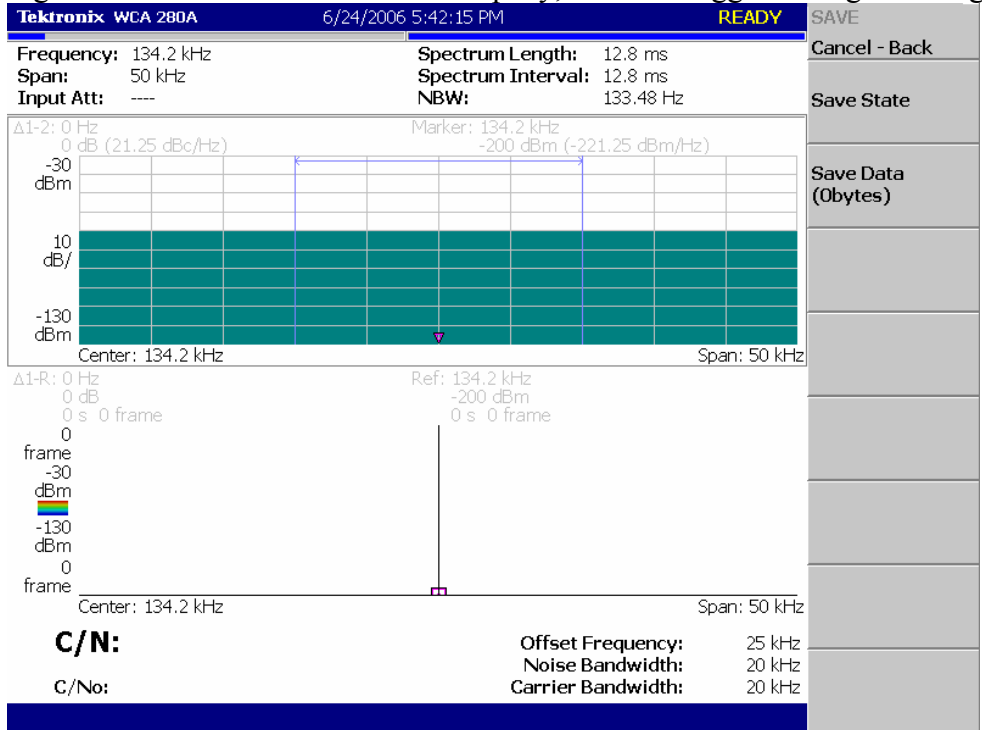 Tektronix WCA 280A 6/24/2006 5:42:15 PM READY
SAVE
Cancel - Back
Save State
Save Data
(0bytes)
Frequency: 134.2 kHz
Span: 50 kHz
Input Att: ----
Spectrum Length: 12.8 ms
Spectrum Interval: 12.8 ms
NBW: 133.48 Hz
Δ1-2: 0 Hz
0 dB (21.25 dBc/Hz)
Marker: 134.2 kHz
-200 dBm (-221.25 dBm/Hz)
-30
dBm
10
dB/
-130
dBm
Center: 134.2 kHz Span: 50 kHz
Δ1-R: 0 Hz
0 dB
0 s 0 frame
Ref: 134.2 kHz
-200 dBm
0 s 0 frame
0
frame
-30
dBm
-130
dBm
0
frame
Center: 134.2 kHz Span: 50 kHz
C/N:
C/No:
Offset Frequency: 25 kHz
Noise Bandwidth: 20 kHz
Carrier Bandwidth: 20 kHz